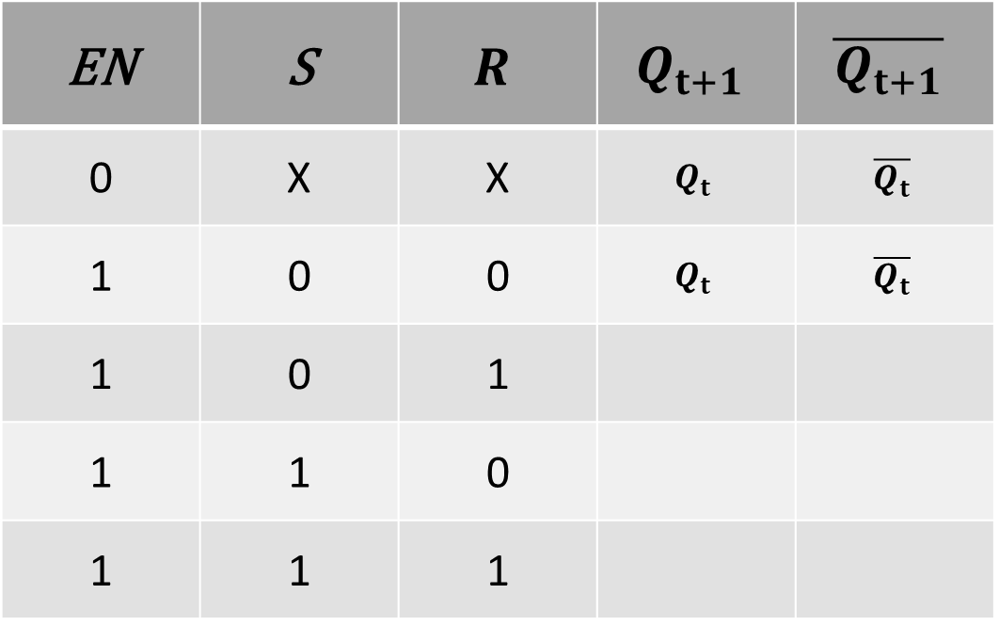 EN S R Q_{t+1} \overline{Q_{t+1}}
0 X X Q_t \overline{Q_t}
1 0 0 Q_t \overline{Q_t}
1 0 1
1 1 0
1 1 1